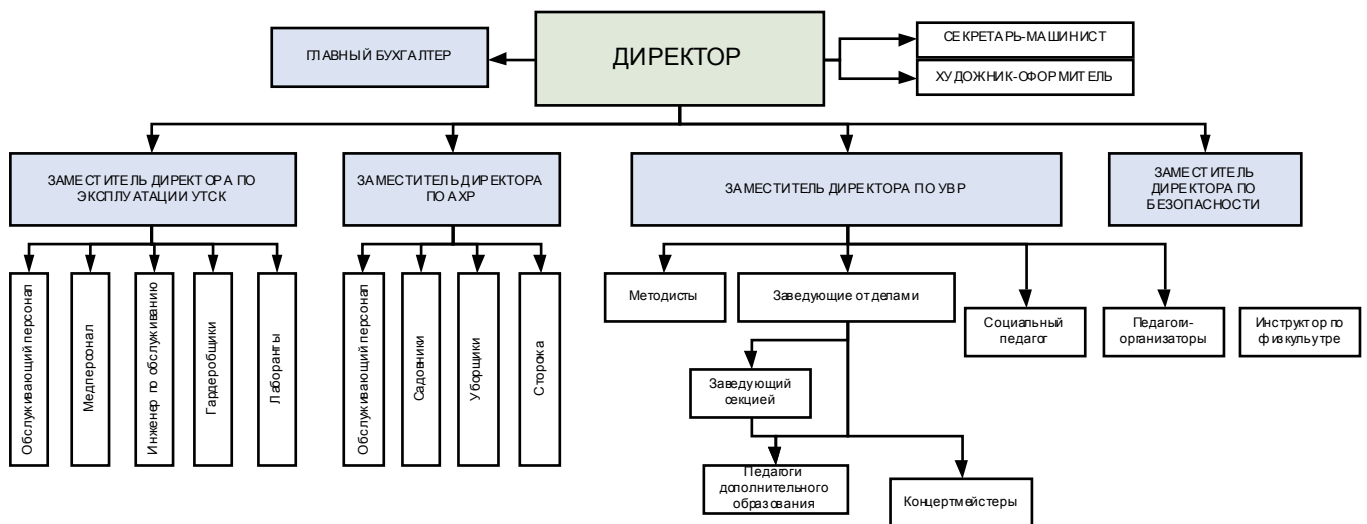 ГЛАВНЫЙ БУХГАЛТЕР
ДИРЕКТОР
СЕКРЕТАРЬ-МАШИНИСТ
ХУДОЖНИК-ОФОРМИТЕЛЬ
ЗАМЕСТИТЕЛЬ ДИРЕКТОРА ПО
ЭКСПЛУАТАЦИИ УТСК
ЗАМЕСТИТЕЛЬ ДИРЕКТОРА
ПО АХР
ЗАМЕСТИТЕЛЬ ДИРЕКТОРА ПО УВР
ЗАМЕСТИТЕЛЬ
ДИРЕКТОРА ПО
БЕЗОПАСНОСТИ
Обслуживающий персонал
Медперсонал
Инженер по обслуживанию
Гардеробщики
Лаборанты
Обслуживающий персонал
Садовники
Уборщики
Сторожа
Методисты
Заведующие отделами
Социальный
педагог
Педагоги-
организаторы
Инструктор по
физкульутре
Заведующий
секцией
Педагоги
дополнительного
образования
Концертмейстеры